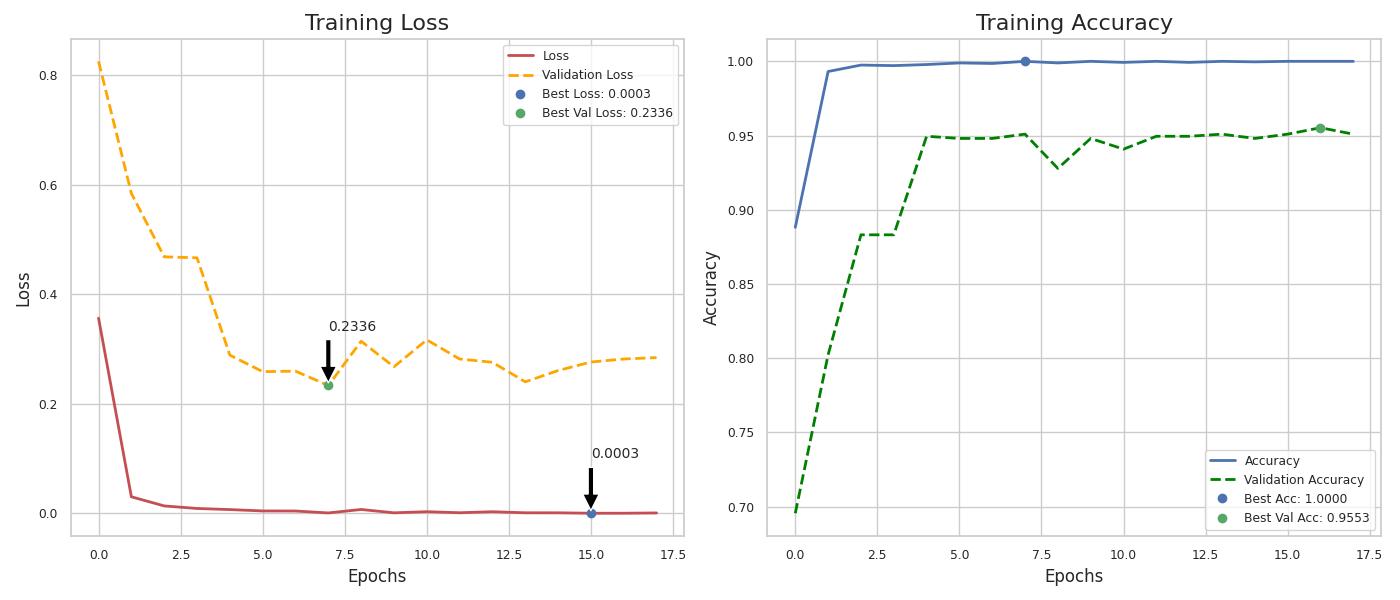 Training Loss
Loss
Validation Loss
Best Loss: 0.0003
Best Val Loss: 0.2336
0.8
0.6
0.4
0.2
0.0
Loss
0.2336
0.0003
0.0
2.5
5.0
7.5
10.0
12.5
15.0
17.5
Epochs
Training Accuracy
1.00
0.95
0.90
0.85
0.80
0.75
0.70
Accuracy
Accuracy
Validation Accuracy
Best Acc: 1.0000
Best Val Acc: 0.9553
0.0
2.5
5.0
7.5
10.0
12.5
15.0
17.5
Epochs